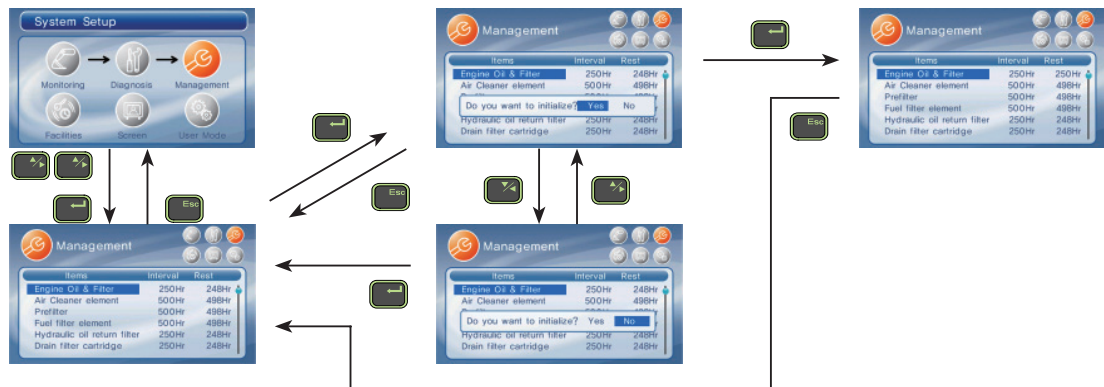 System Setup
Monitoring Diagnosis Management
Facilities Screen User Mode
Esc
Management
Items Interval Rest
Engine Oil & Filter 250Hr 248Hr
Air Cleaner element 500Hr 498Hr
Prefilter 500Hr 498Hr
Fuel filter element 500Hr 498Hr
Hydraulic oil return filter 250Hr 248Hr
Drain filter cartridge 250Hr 248Hr
Esc
Management
Items Interval Rest
Engine Oil & Filter 250Hr 248Hr
Air Cleaner element 500Hr 498Hr
Do you want to initialize? Yes No
Hydraulic oil return filter 250Hr 248Hr
Drain filter cartridge 250Hr 248Hr
Management
Items Interval Rest
Engine Oil & Filter 250Hr 248Hr
Air Cleaner element 500Hr 498Hr
Do you want to initialize? Yes No
Hydraulic oil return filter 250Hr 248Hr
Drain filter cartridge 250Hr 248Hr
Management
Items Interval Rest
Engine Oil & Filter 250Hr 250Hr
Air Cleaner element 500Hr 498Hr
Prefilter 500Hr 498Hr
Fuel filter element 500Hr 498Hr
Hydraulic oil return filter 250Hr 248Hr
Drain filter cartridge 250Hr 248Hr
Esc